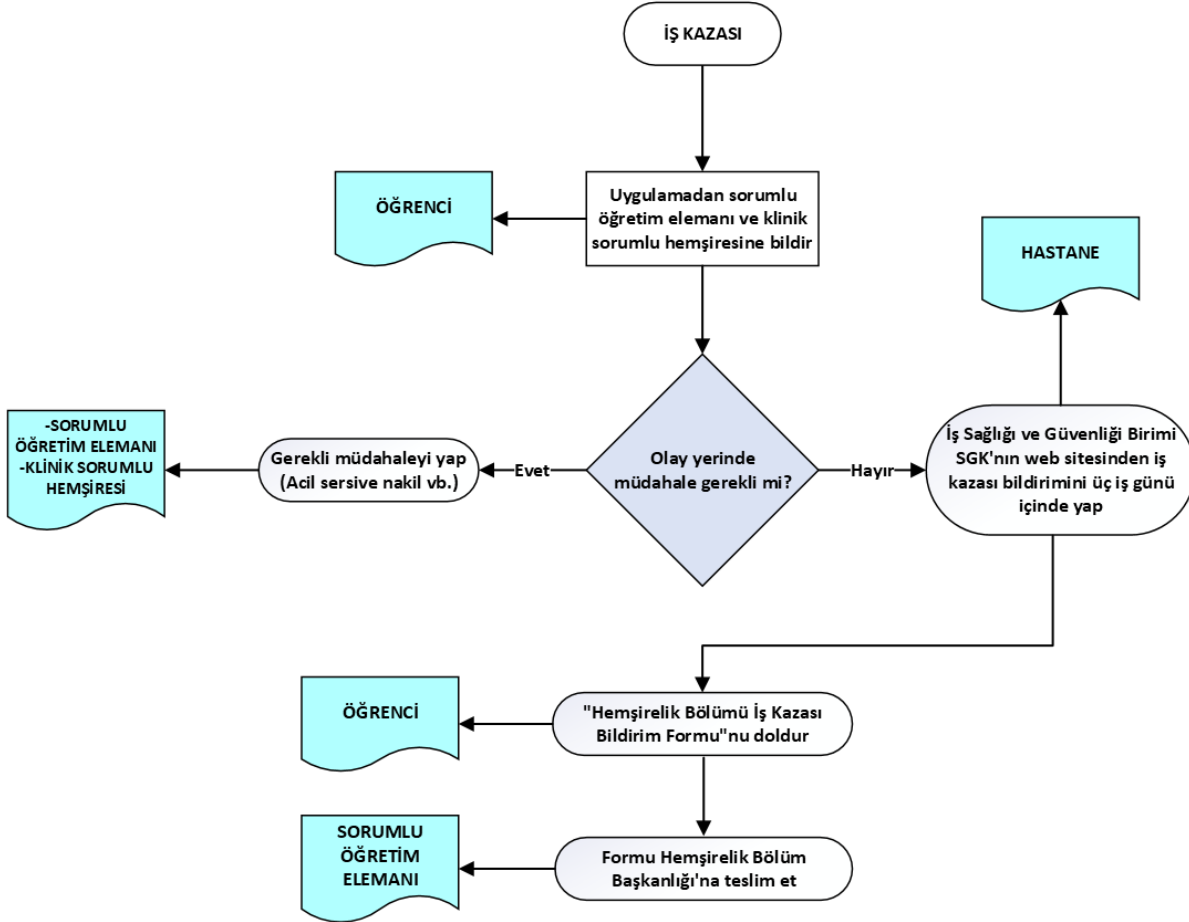 İŞ KAZASI
ÖĞRENCİ
Uygulamadan sorumlu
öğretim elemanı ve klinik
sorumlu hemşiresine bildir
HASTANE
-SORUMLU
ÖĞRETİM ELEMANI
-KLİNİK SORUMLU
HEMŞİRESİ
Gerekli müdahaleyi yap
(Acil sersive nakil vb.)
Evet
Olay yerinde
müdahale gerekli mi?
Hayır
İş Sağlığı ve Güvenliği Birimi
SGK'nın web sitesinden iş
kazası bildirimini üç iş günü
içinde yap
ÖĞRENCİ
"Hemşirelik Bölümü İş Kazası
Bildirim Formu"nu doldur
SORUMLU
ÖĞRETİM
ELEMANI
Formu Hemşirelik Bölüm
Başkanlığı'na teslim et